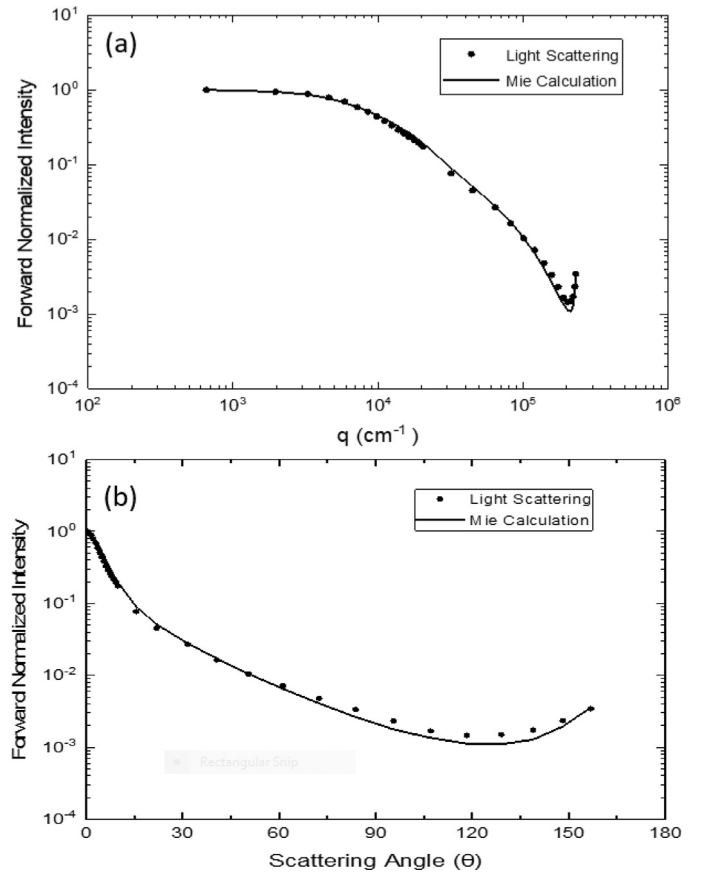 (a)
Light Scattering
Mie Calculation
Forward Normalized Intensity
10¹
10⁰
10⁻¹
10⁻²
10⁻³
10⁻⁴
10² 10³ 10⁴ 10⁵ 10⁶
q (cm⁻¹)
(b)
Light Scattering
Mie Calculation
Forward Normalized Intensity
10¹
10⁰
10⁻¹
10⁻²
10⁻³
10⁻⁴
Rectangular Snip
0 30 60 90 120 150 180
Scattering Angle (Θ)